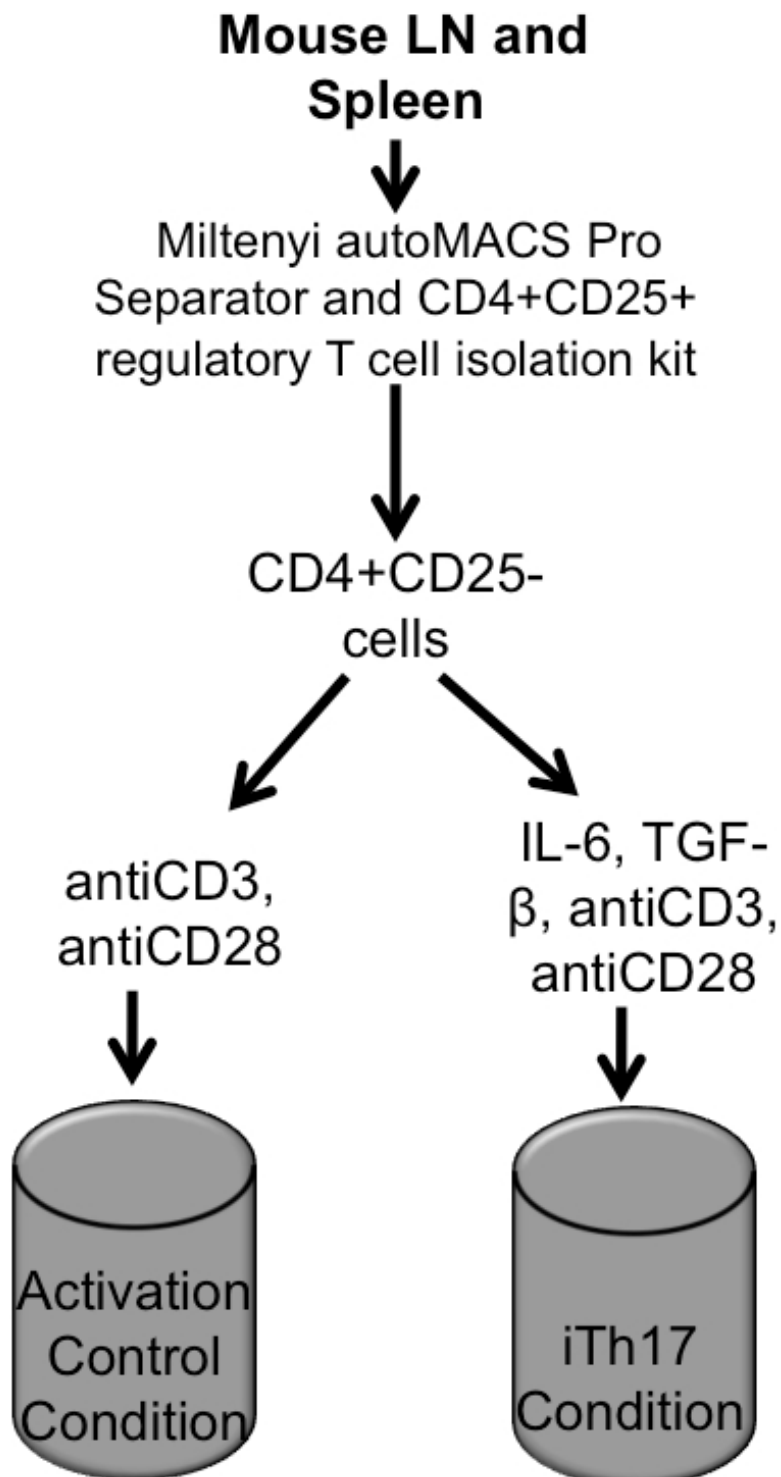 Mouse LN and
Spleen
Miltenyi autoMACS Pro
Separator and CD4+CD25+
regulatory T cell isolation kit
CD4+CD25-
cells
antiCD3,
antiCD28
IL-6, TGF-
β, antiCD3,
antiCD28
Activation
Control
Condition
iTh17
Condition